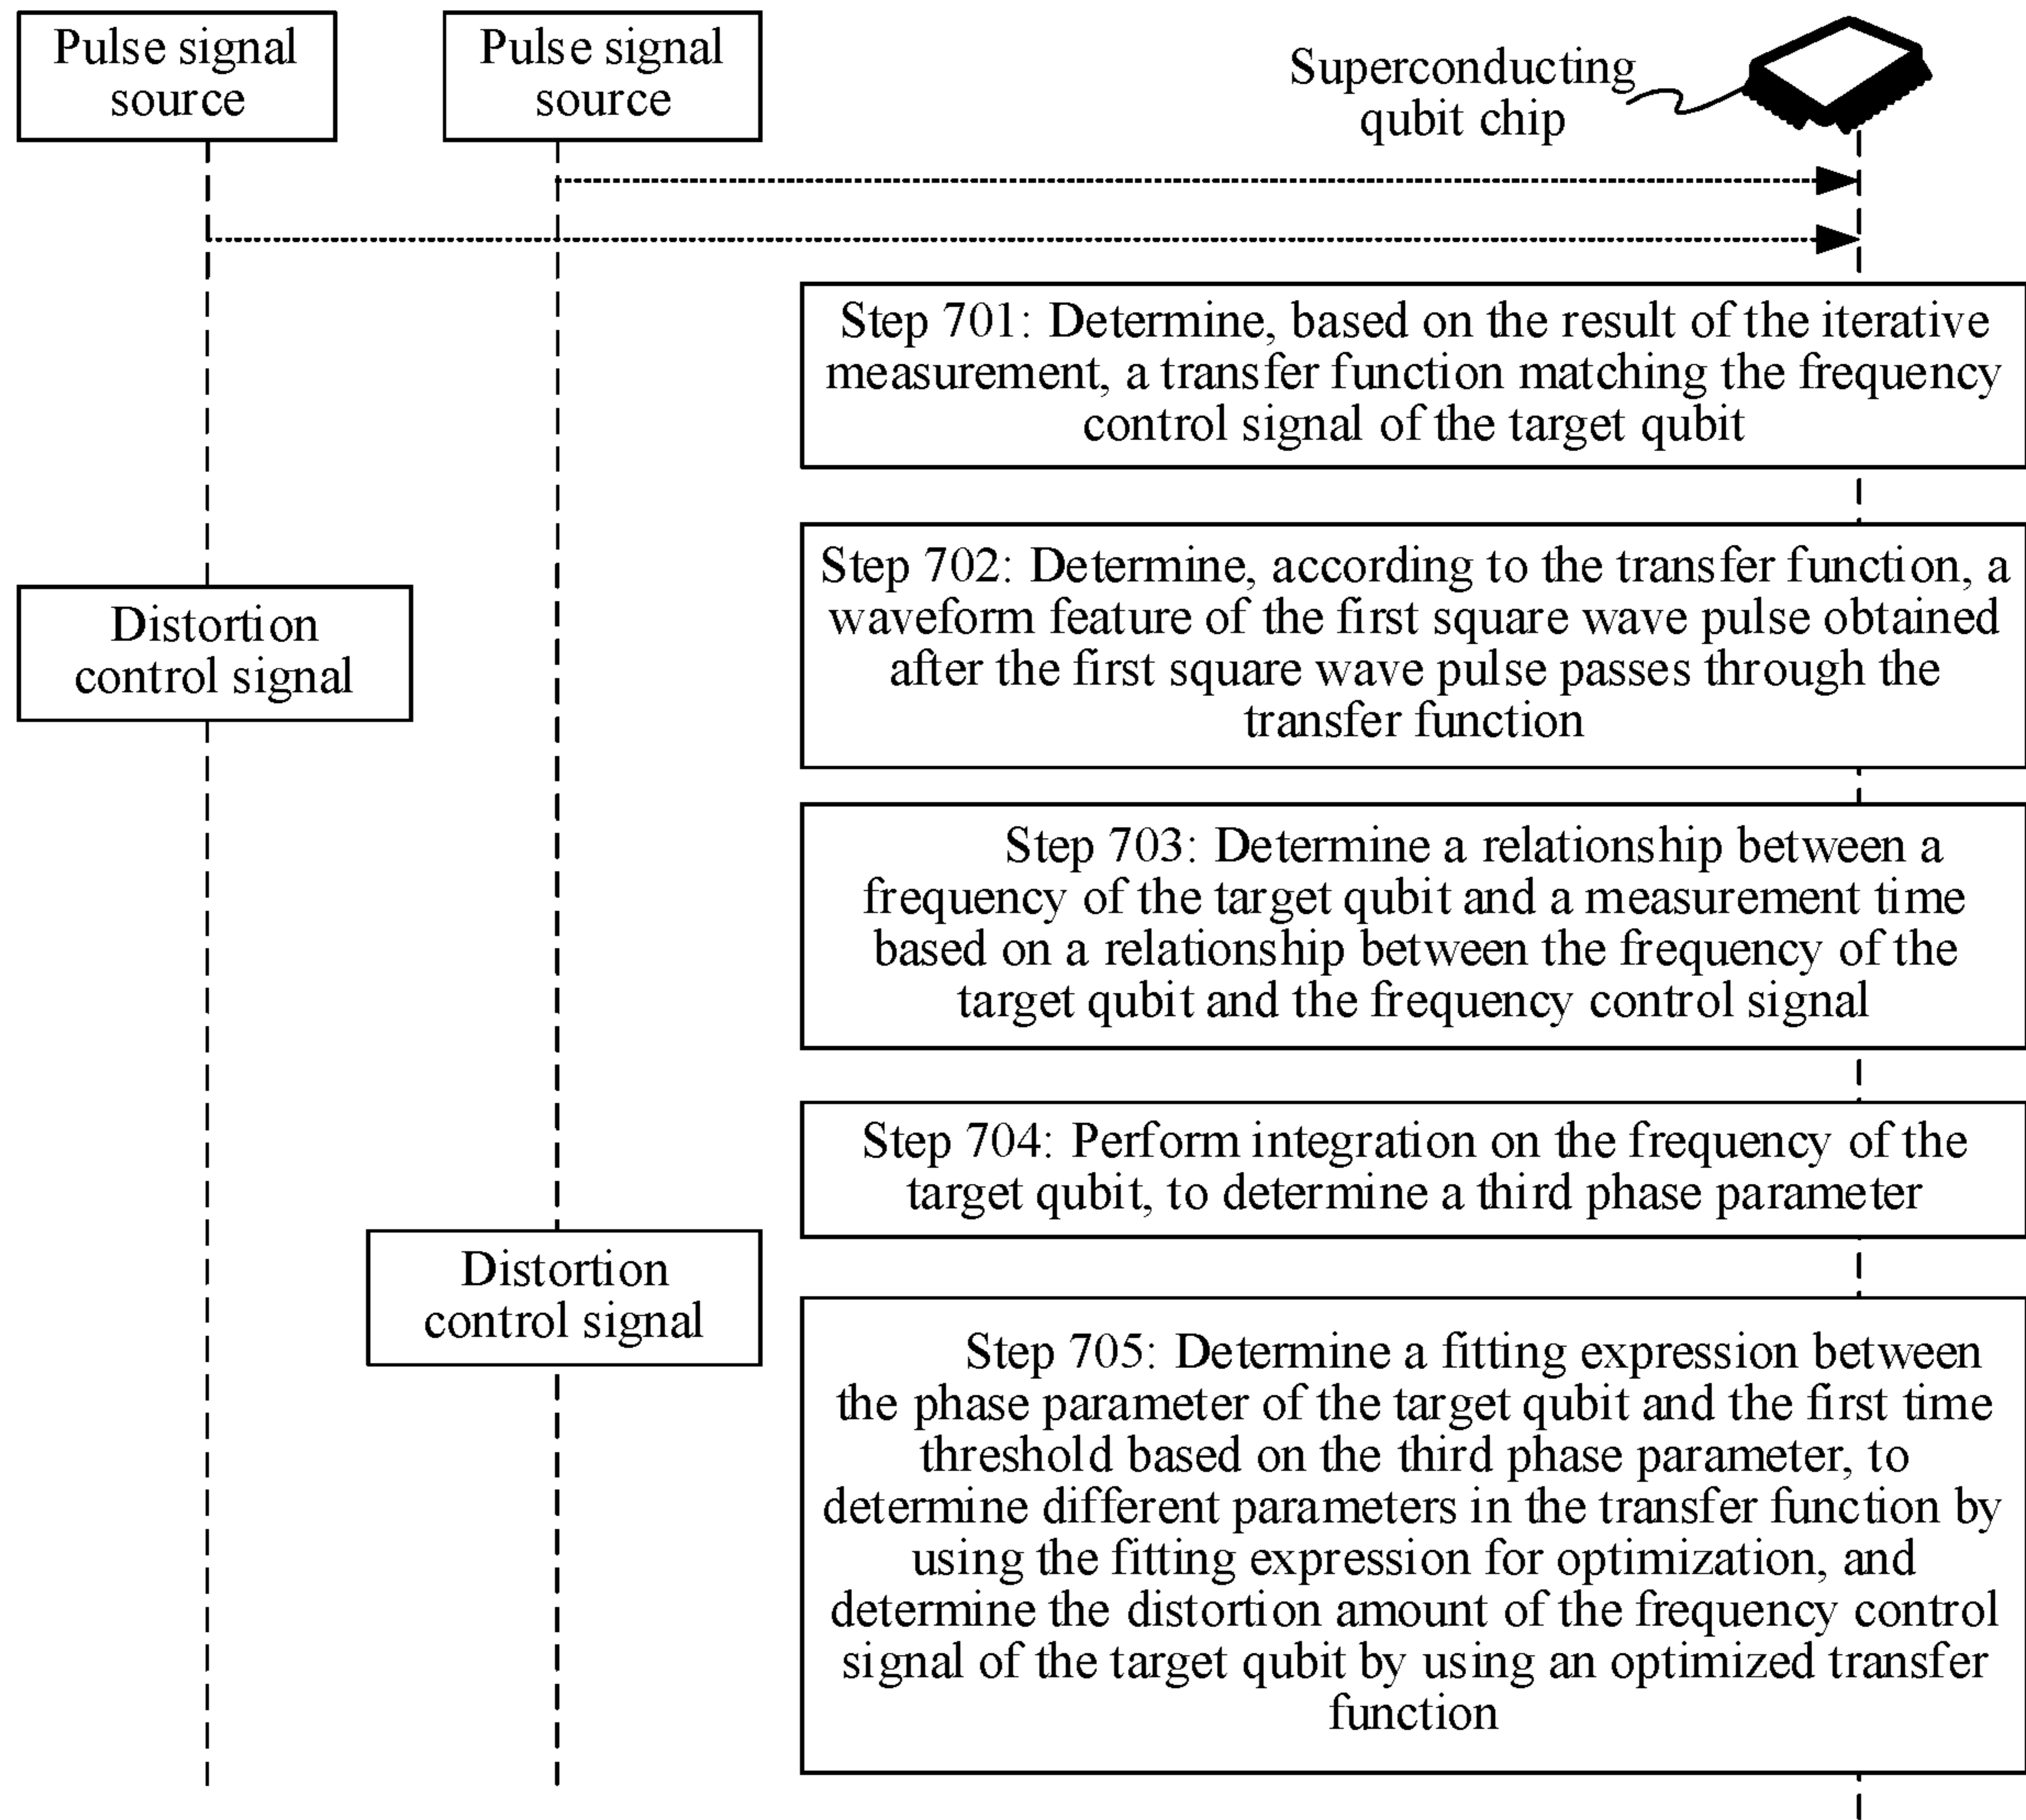 Pulse signal
source
Pulse signal
source
Superconducting
qubit chip
Step 701: Determine, based on the result of the iterative
measurement, a transfer function matching the frequency
control signal of the target qubit
Step 702: Determine, according to the transfer function, a
waveform feature of the first square wave pulse obtained
after the first square wave pulse passes through the
transfer function
Distortion
control signal
Step 703: Determine a relationship between a
frequency of the target qubit and a measurement time
based on a relationship between the frequency of the
target qubit and the frequency control signal
Step 704: Perform integration on the frequency of the
target qubit, to determine a third phase parameter
Distortion
control signal
Step 705: Determine a fitting expression between
the phase parameter of the target qubit and the first time
threshold based on the third phase parameter, to
determine different parameters in the transfer function by
using the fitting expression for optimization, and
determine the distortion amount of the frequency control
signal of the target qubit by using an optimized transfer
function